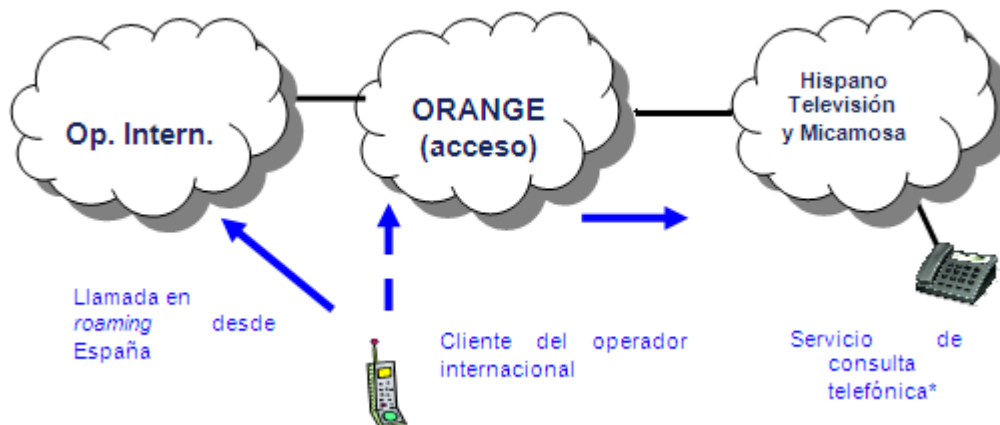 Op. Intern.
ORANGE
(acceso)
Hispano
Televisión
y Micamosa
Llamada en
roaming desde
España
Cliente del operador
internacional
Servicio de
consulta
telefónica*